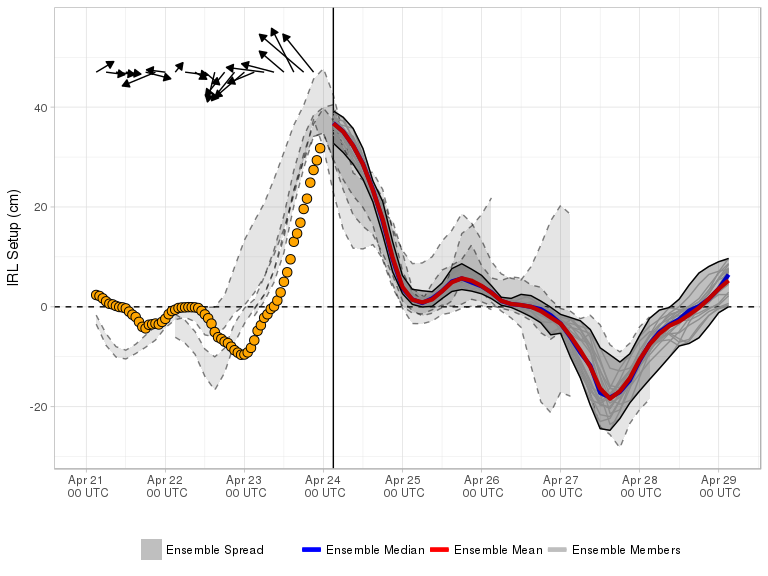 IRL Setup (cm)
40
20
0
-20
Apr 21 Apr 22 Apr 23 Apr 24 Apr 25 Apr 26 Apr 27 Apr 28 Apr 29
00 UTC 00 UTC 00 UTC 00 UTC 00 UTC 00 UTC 00 UTC 00 UTC 00 UTC
Ensemble Spread Ensemble Median Ensemble Mean Ensemble Members